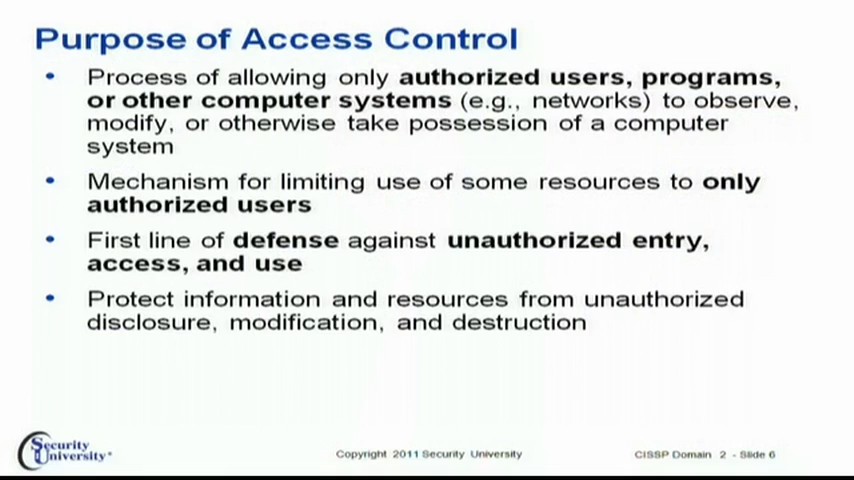 Purpose of Access Control
• Process of allowing only authorized users, programs,
or other computer systems (e.g., networks) to observe,
modify, or otherwise take possession of a computer
system
• Mechanism for limiting use of some resources to only
authorized users
• First line of defense against unauthorized entry,
access, and use
• Protect information and resources from unauthorized
disclosure, modification, and destruction
Security
University
Copyright 2011 Security University
CISSP Domain 2 - Slide 6